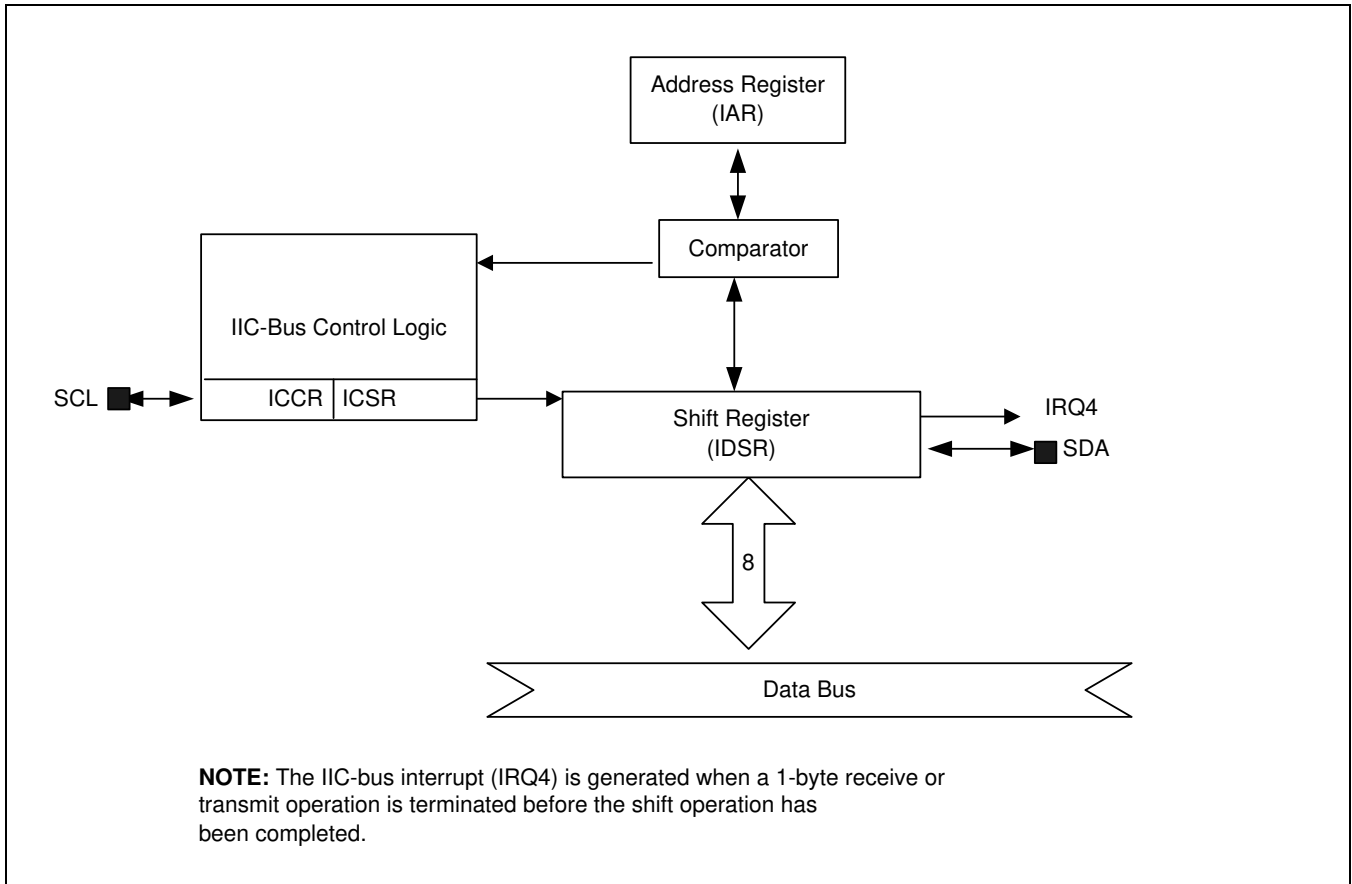 Address Register
(IAR)
Comparator
IIC-Bus Control Logic
SCL
ICCR
ICSR
Shift Register
(IDSR)
IRQ4
SDA
8
Data Bus
NOTE: The IIC-bus interrupt (IRQ4) is generated when a 1-byte receive or
transmit operation is terminated before the shift operation has
been completed.